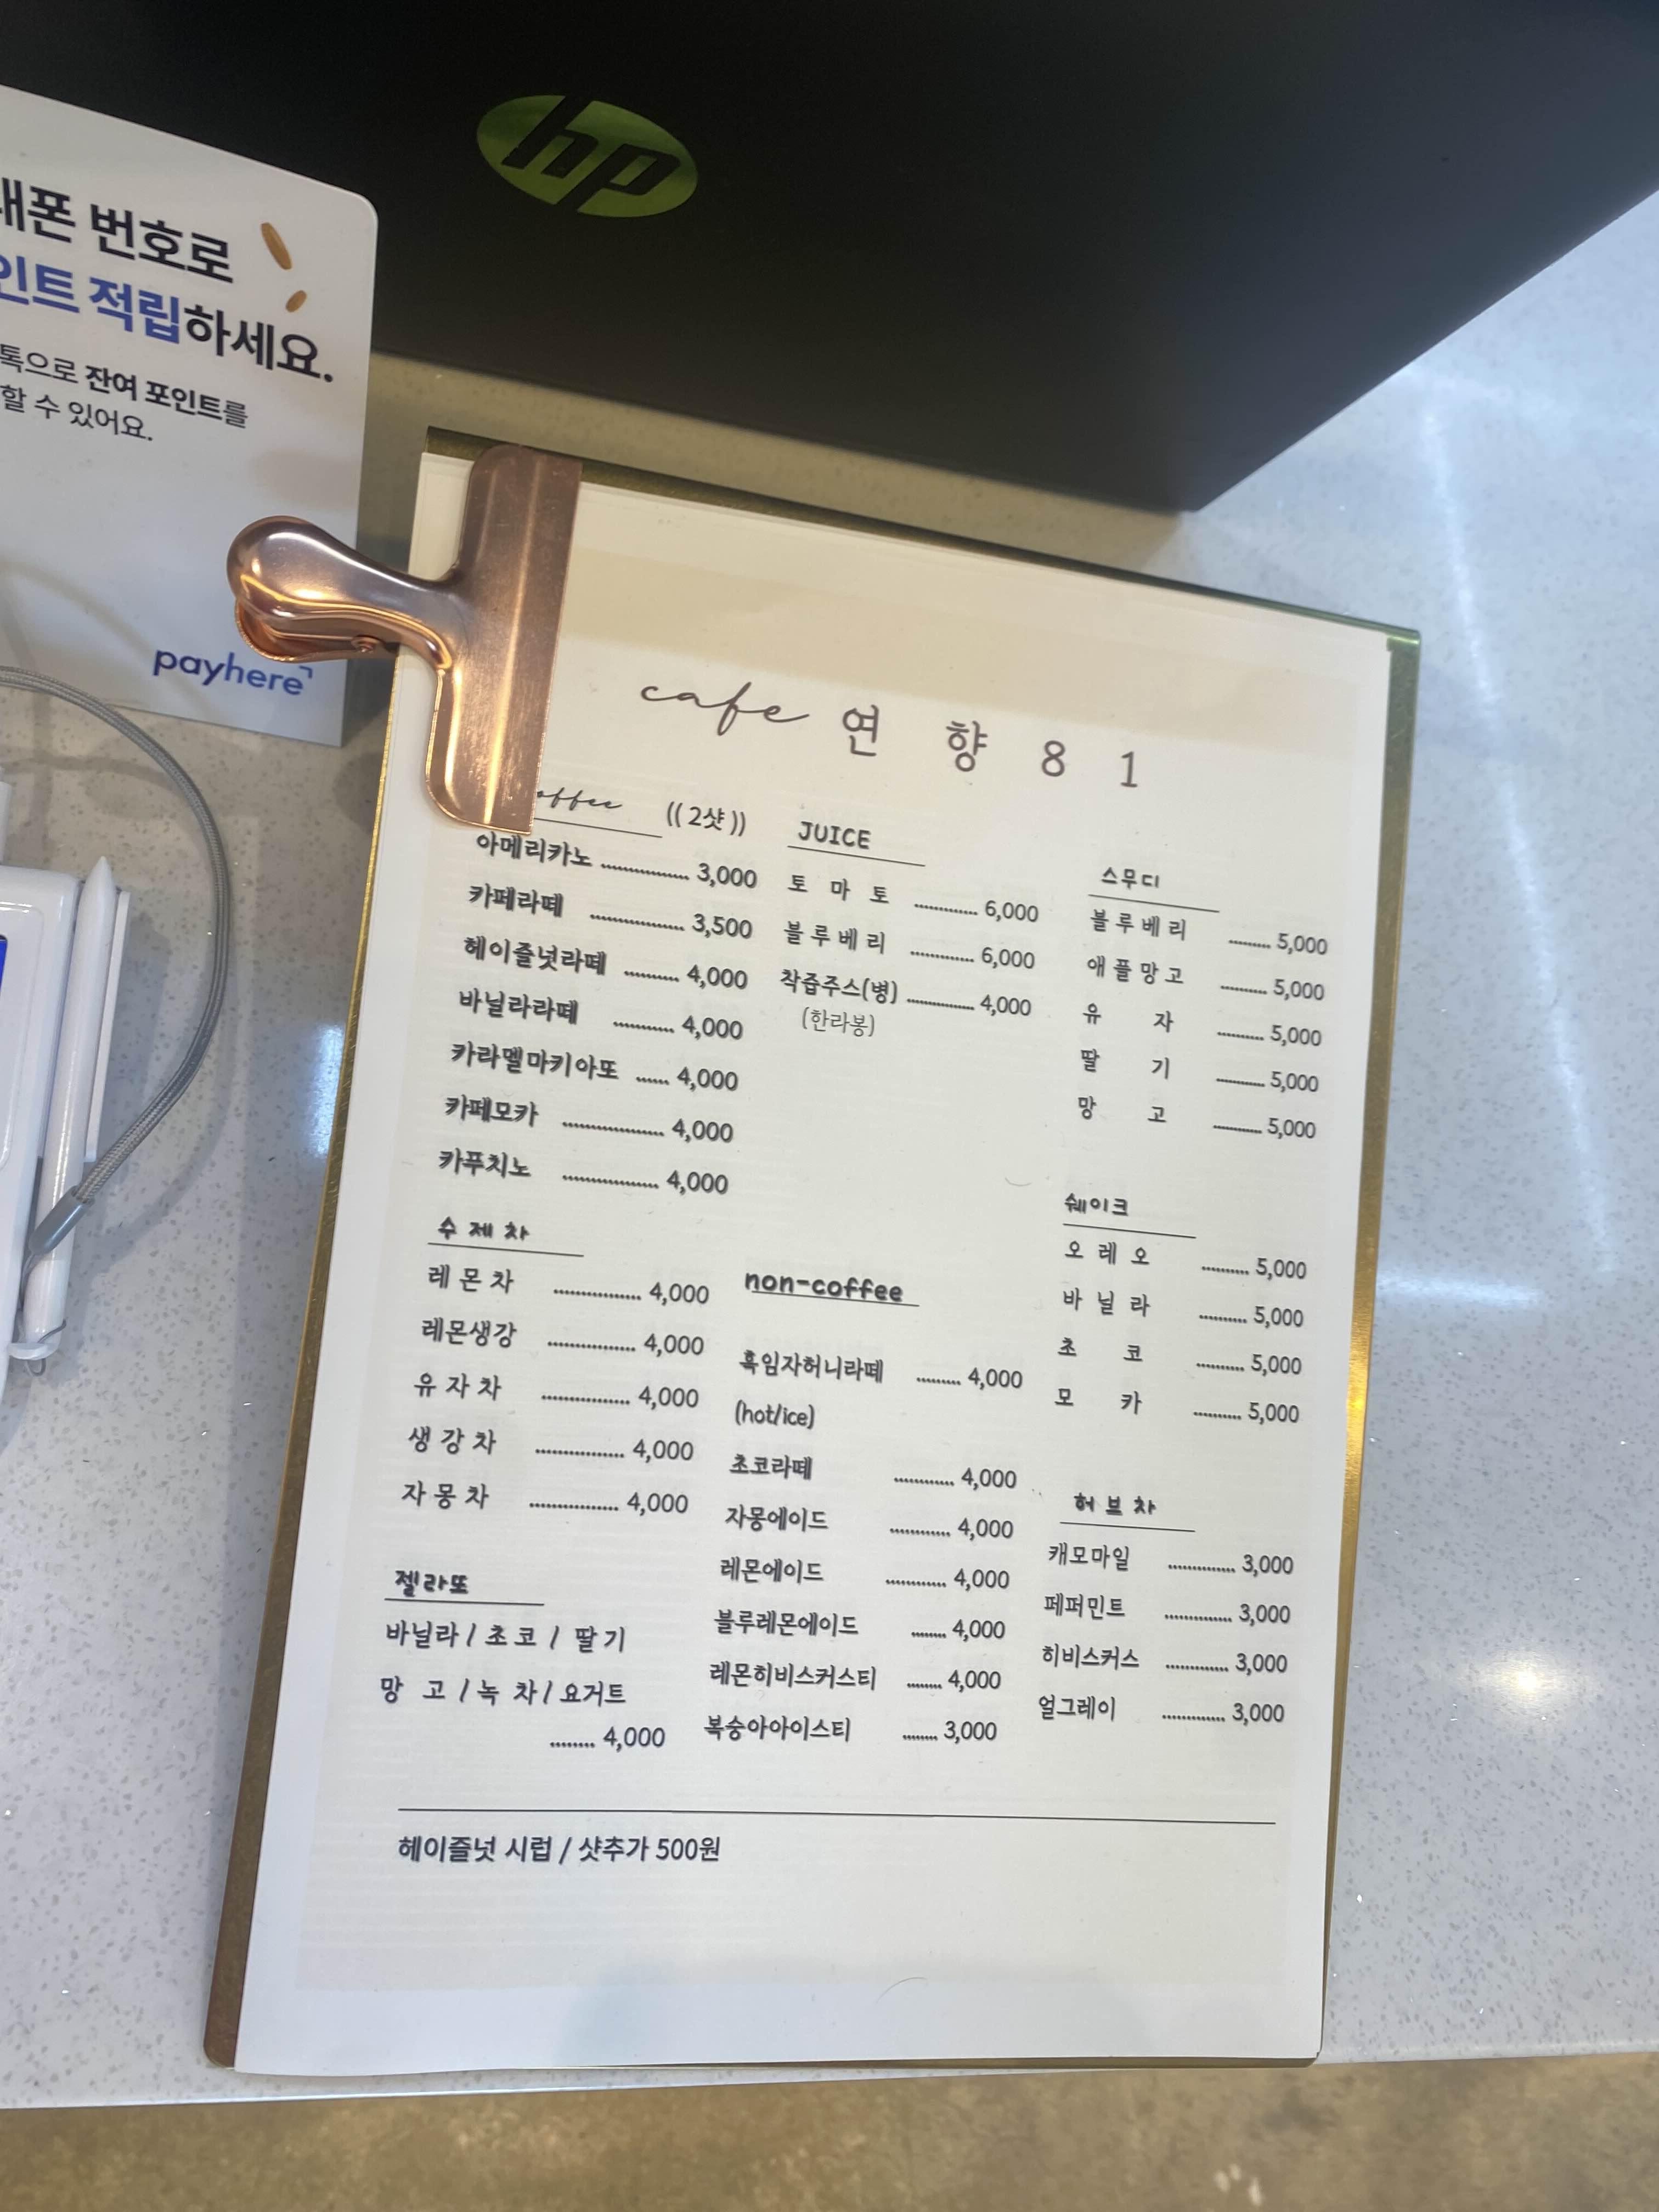 hp
번호로
적립하세요.
잔여 포인트를
할 수 있어요.
payhere
cafe 연 향 8 1
((2샷))
아메리카노 ................ 3,000
카페라떼 ................ 3,500
헤이즐넛라떼 .......... 4,000
바닐라라떼 ........... 4,000
카라멜마키아또 ...... 4,000
카페모카 .................. 4,000
카푸치노 ................. 4,000
수제차
레몬차 ................ 4,000
레몬생강 ................ 4,000
유자차 ................ 4,000
생강차 ................ 4,000
자몽차 ................ 4,000
젤라또
바닐라 / 초코 / 딸기
망 고 / 녹 차 / 요거트
........ 4,000
JUICE
토 마 토 ............ 6,000
블루베리 ............ 6,000
착즙주스(병) ............ 4,000
(한라봉)
non-coffee
흑임자허니라떼 ......... 4,000
(hot/ice)
초코라떼 ............ 4,000
자몽에이드 ............ 4,000
레몬에이드 ............ 4,000
블루레몬에이드 ....... 4,000
레몬히비스커스티 ....... 4,000
복숭아아이스티 ....... 3,000
스무디
블루베리 ........ 5,000
애플망고 ......... 5,000
유 자 ......... 5,000
딸 기 ......... 5,000
망 고 ......... 5,000
쉐이크
오 레 오 ......... 5,000
바 닐 라 ......... 5,000
초 코 ......... 5,000
모 카 ......... 5,000
허브차
캐모마일 ............ 3,000
페퍼민트 ............ 3,000
히비스커스 ........... 3,000
얼그레이 ........... 3,000
헤이즐넛 시럽 / 샷추가 500원